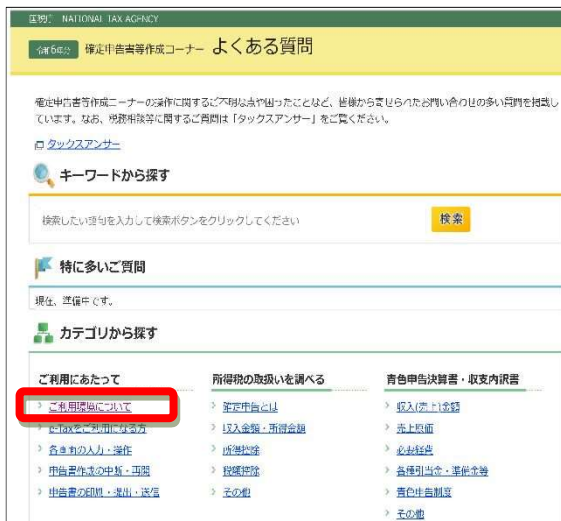 国税庁 NATIONAL TAX AGENCY
令和6年分 確定申告書等作成コーナー よくある質問
確定申告書等作成コーナーの操作に関するご不明な点や困ったことなど、皆様から寄せられたお問い合わせの多い質問を掲載し
ています。なお、税務相談等に関するご質問は「タックスアンサー」をご覧ください。
タックスアンサー
キーワードから探す
検索したい語句を入力して検索ボタンをクリックしてください
検索
特に多いご質問
現在、準備中です。
カテゴリから探す
ご利用にあたって
ご利用環境について
e-Taxをご利用になる方
各画面の入力・操作
申告書作成の中断・再開
申告書の印刷・提出・送信
所得税の取扱いを調べる
確定申告とは
収入金額・所得金額
所得控除
税額控除
その他
青色申告決算書・収支内訳書
収入(売上)金額
売上原価
必要経費
各種引当金・準備金等
青色申告制度
その他